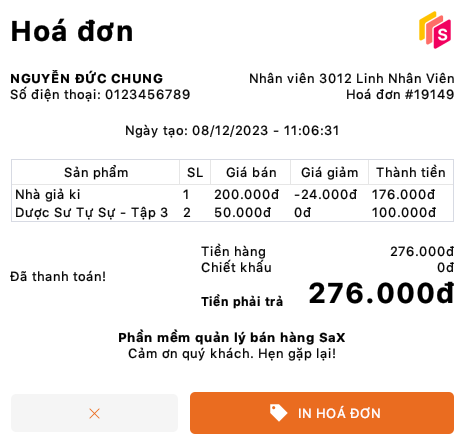 Hoá đơn
S
NGUYỄN ĐỨC CHUNG
Nhân viên 3012 Linh Nhân Viên
Số điện thoại: 0123456789
Hoá đơn #19149
Ngày tạo: 08/12/2023 - 11:06:31
Sản phẩm SL Giá bán Giá giảm Thành tiền
Nhà giả kì 1 200.000đ -24.000đ 176.000đ
Dược Sư Tự Sự - Tập 3 2 50.000đ 0đ 100.000đ
Tiền hàng 276.000đ
Chiết khấu 0đ
Đã thanh toán!
Tiền phải trả 276.000đ
Phần mềm quản lý bán hàng SaX
Cảm ơn quý khách. Hẹn gặp lại!
IN HOÁ ĐƠN